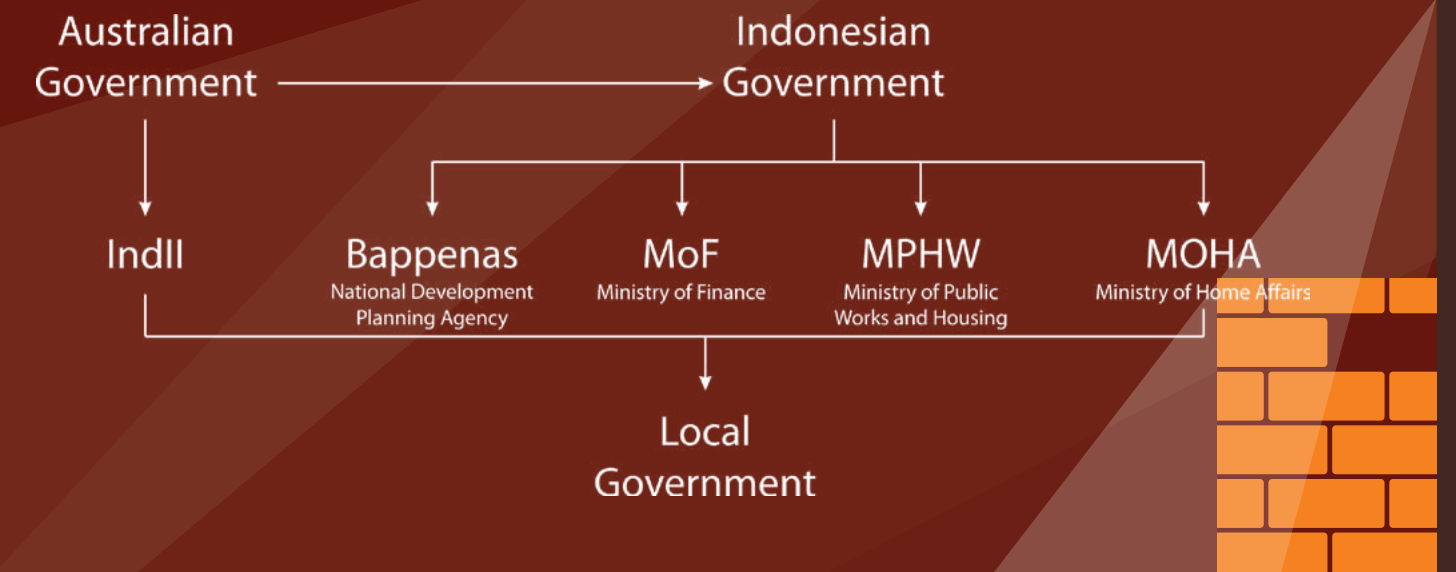 Australian
Government
Indonesian
Government
IndII
Bappenas
National Development
Planning Agency
MoF
Ministry of Finance
MPHW
Ministry of Public
Works and Housing
MOHA
Ministry of Home Affairs
Local
Government